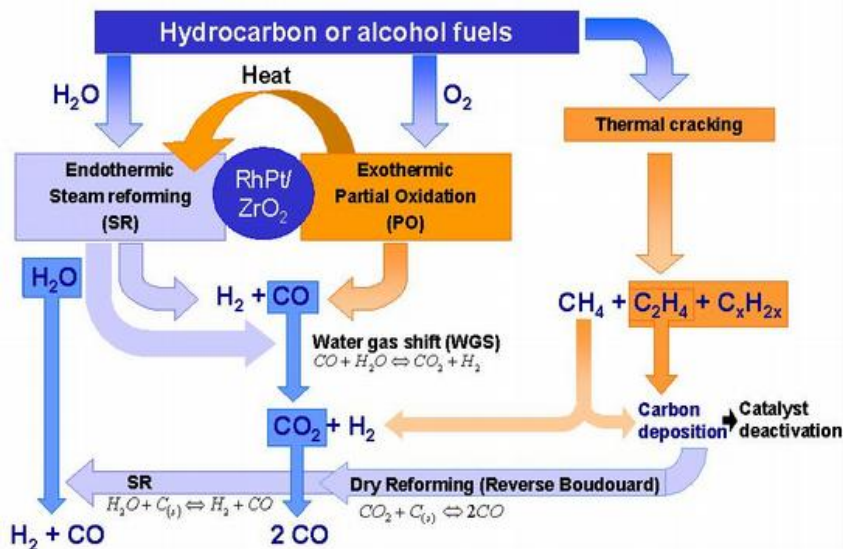 Hydrocarbon or alcohol fuels
Heat
H₂O
O₂
Thermal cracking
Endothermic
Steam reforming
(SR)
RhPt/
ZrO₂
Exothermic
Partial Oxidation
(PO)
H₂O
H₂ + CO
CH₄ + C₂H₄ + CₓH₂ₓ
Water gas shift (WGS)
CO + H₂O ⇔ CO₂ + H₂
CO₂ + H₂
Carbon
deposition
Catalyst
deactivation
SR
H₂O + C₍ₛ₎ ⇔ H₂ + CO
Dry Reforming (Reverse Boudouard)
CO₂ + C₍ₛ₎ ⇔ 2CO
H₂ + CO
2 CO